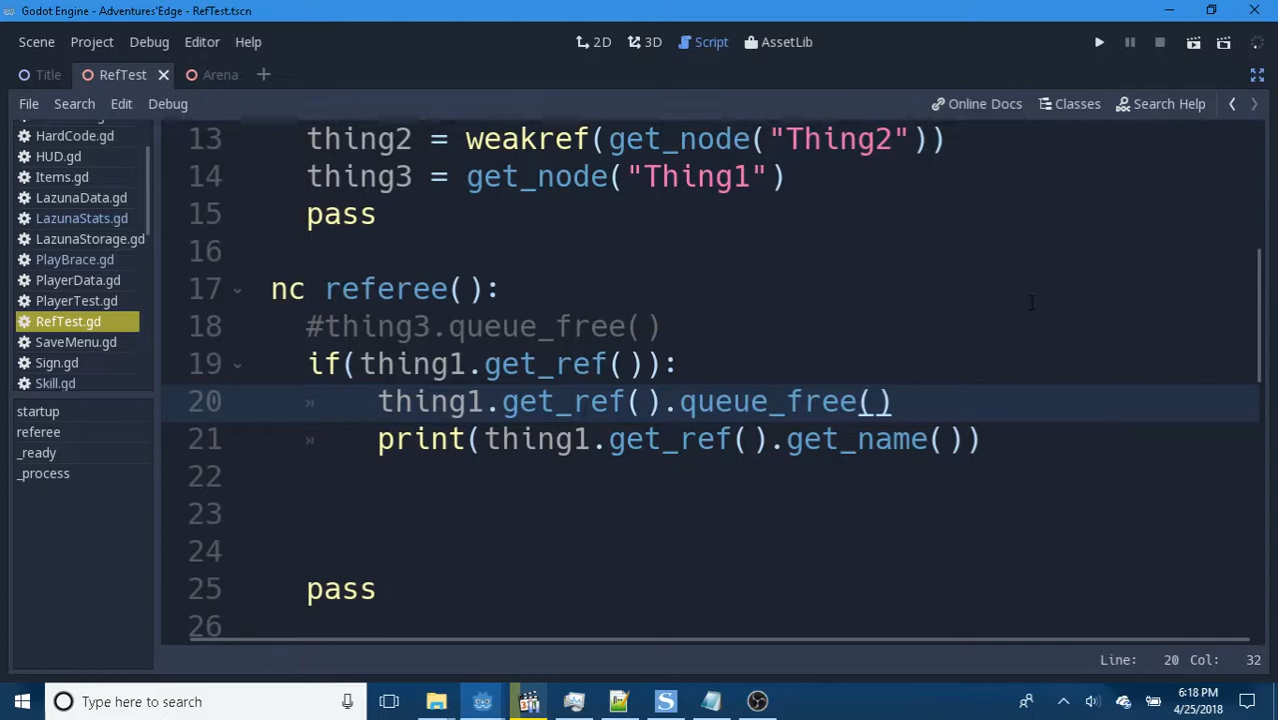 Godot Engine - Adventures'Edge - RefTest.tscn
Scene Project Debug Editor Help
2D 3D Script AssetLib
Title RefTest Arena
File Search Edit Debug
Online Docs Classes Search Help
HardCode.gd
HUD.gd
Items.gd
LazunaData.gd
LazunaStats.gd
LazunaStorage.gd
PlayBrace.gd
PlayerData.gd
PlayerTest.gd
RefTest.gd
SaveMenu.gd
Sign.gd
Skill.gd
startup
referee
_ready
_process
13 thing2 = weakref(get_node("Thing2"))
14 thing3 = get_node("Thing1")
15 pass
16
17 nc referee():
18 #thing3.queue_free()
19 if(thing1.get_ref()):
20 thing1.get_ref().queue_free()
21 print(thing1.get_ref().get_name())
22
23
24
25 pass
26
Line: 20 Col: 32
Type here to search
6:18 PM
4/25/2018